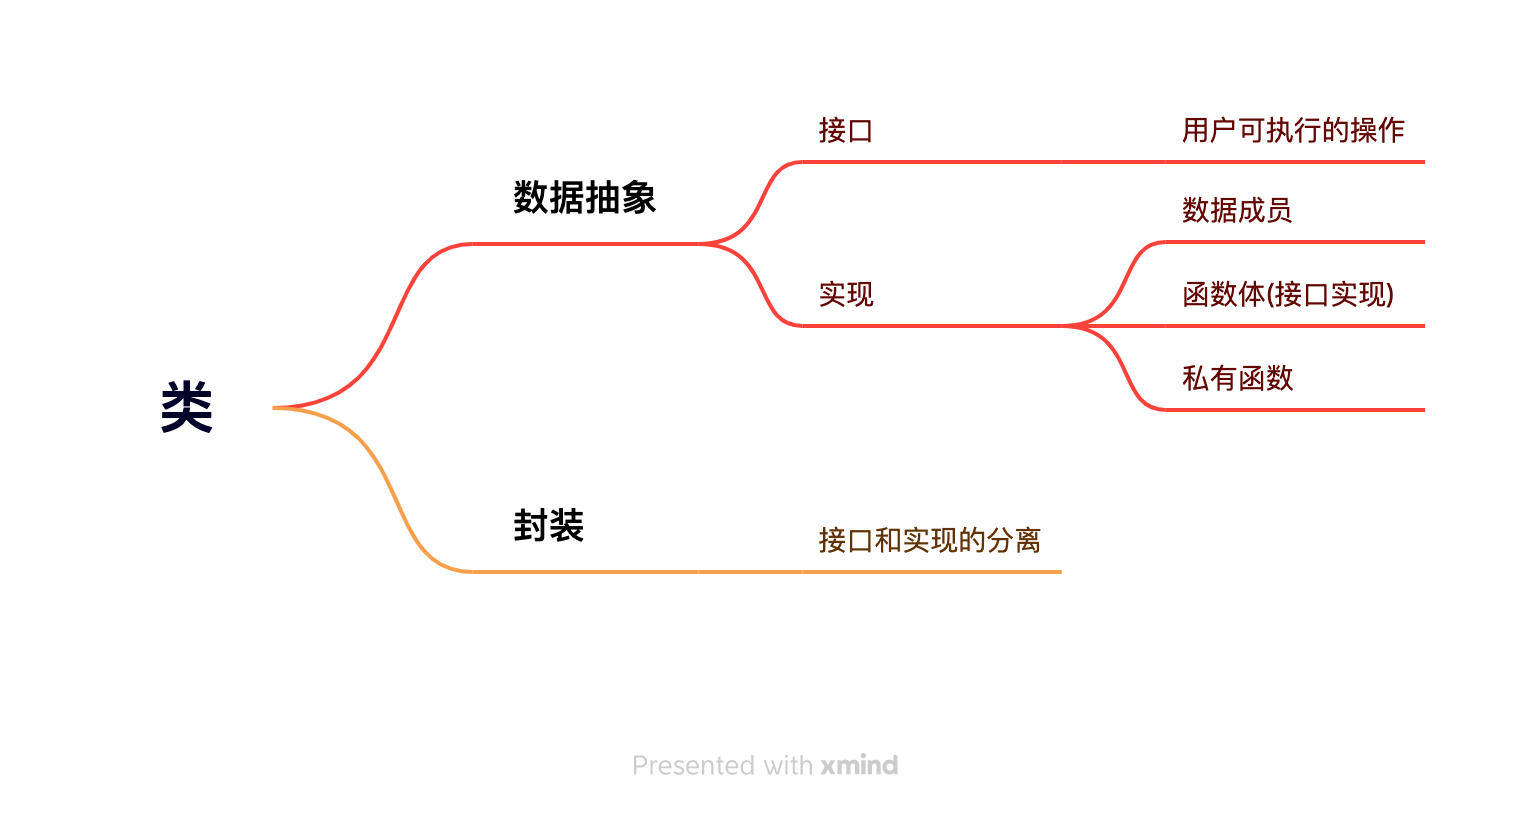 类
数据抽象
接口
用户可执行的操作
实现
数据成员
函数体(接口实现)
私有函数
封装
接口和实现的分离
Presented with xmind